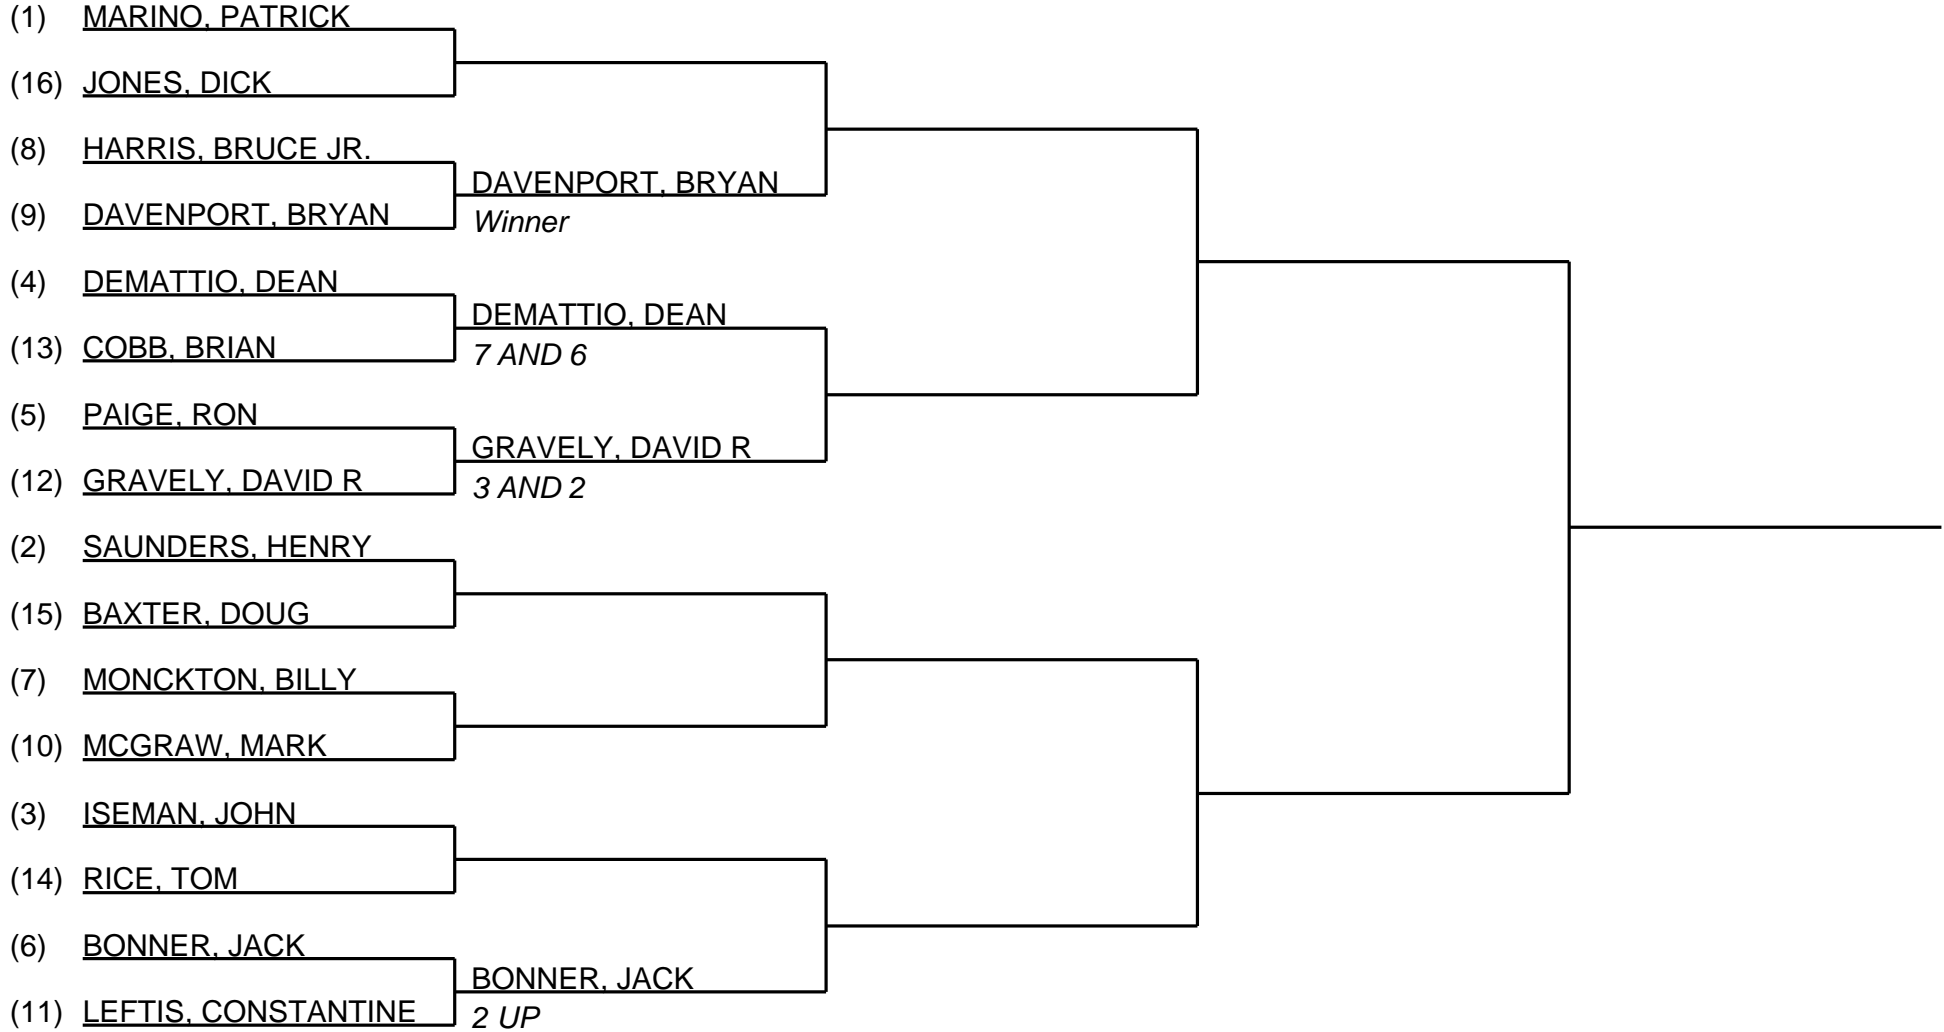 (1) MARINO, PATRICK
(16) JONES, DICK
(8) HARRIS, BRUCE JR.
DAVENPORT, BRYAN
(9) DAVENPORT, BRYAN
Winner
(4) DEMATTIO, DEAN
DEMATTIO, DEAN
(13) COBB, BRIAN
7 AND 6
(5) PAIGE, RON
GRAVELY, DAVID R
(12) GRAVELY, DAVID R
3 AND 2
(2) SAUNDERS, HENRY
(15) BAXTER, DOUG
(7) MONCKTON, BILLY
(10) MCGRAW, MARK
(3) ISEMAN, JOHN
(14) RICE, TOM
(6) BONNER, JACK
BONNER, JACK
(11) LEFTIS, CONSTANTINE
2 UP